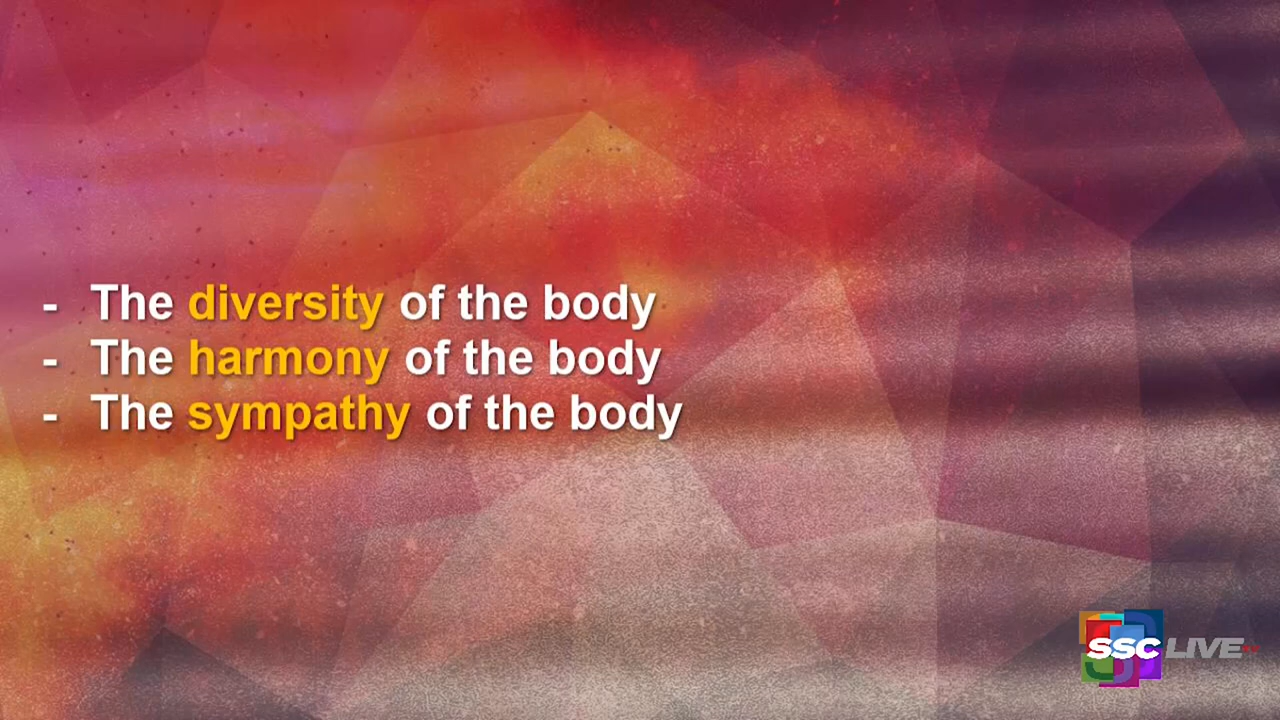 - The diversity of the body
- The harmony of the body
- The sympathy of the body
SSC LIVE